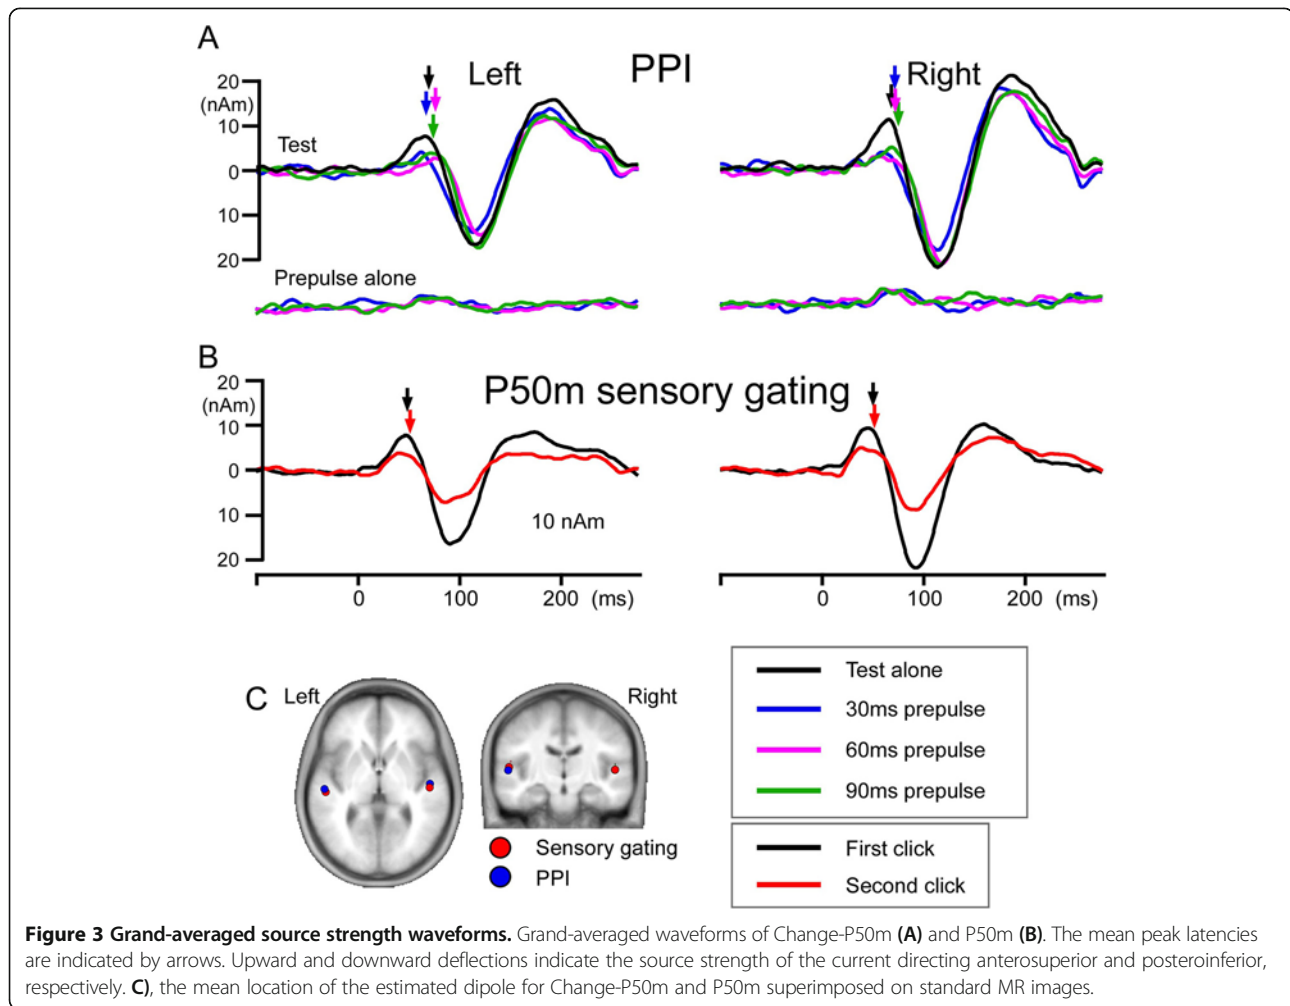 A
PPI
Left
Right
20
(nAm)
10
Test
0
10
20
Prepulse alone
B
P50m sensory gating
20
(nAm)
10
0
10
10 nAm
20
0 100 200 (ms)
0 100 200 (ms)
C
Left
Right
Sensory gating
PPI
Test alone
30ms prepulse
60ms prepulse
90ms prepulse
First click
Second click
Figure 3 Grand-averaged source strength waveforms. Grand-averaged waveforms of Change-P50m (A) and P50m (B). The mean peak latencies
are indicated by arrows. Upward and downward deflections indicate the source strength of the current directing anterosuperior and posteroinferior,
respectively. C), the mean location of the estimated dipole for Change-P50m and P50m superimposed on standard MR images.